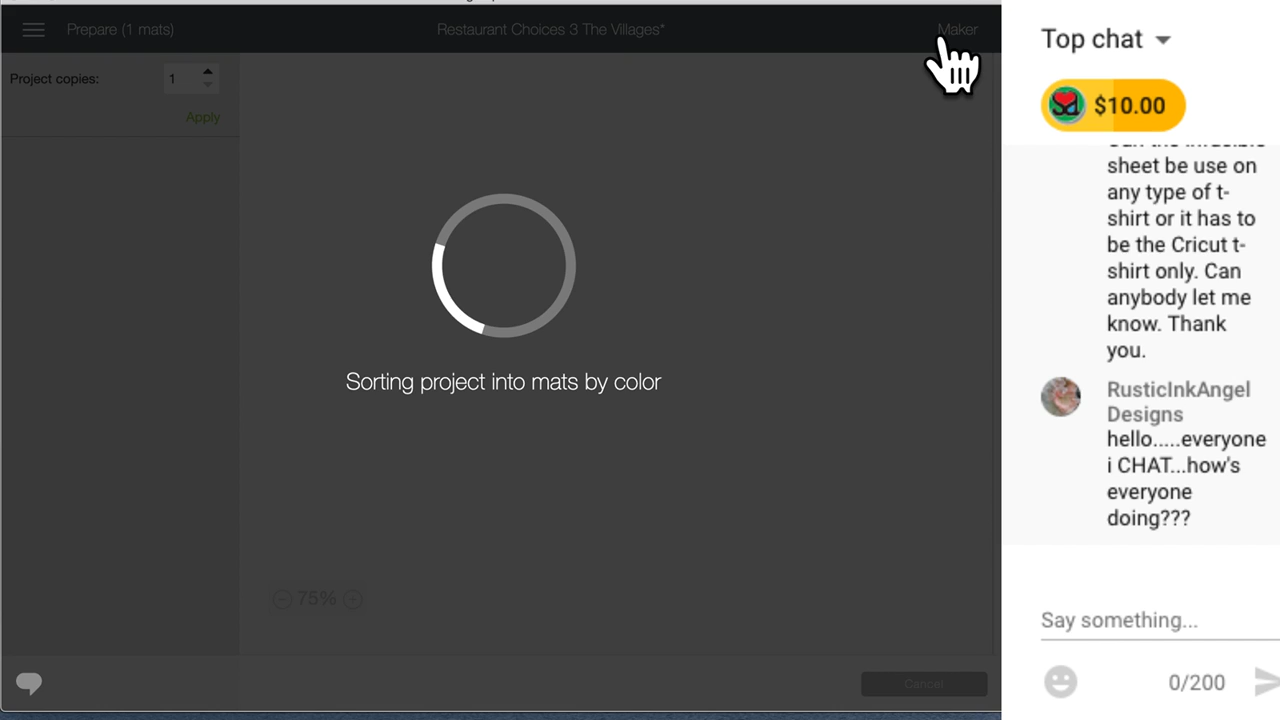 Prepare (1 mats)
Restaurant Choices 3 The Villages*
Maker
Project copies:
1
Apply
Sorting project into mats by color
75%
Cancel
Top chat
$10.00
sheet be use on
any type of t-
shirt or it has to
be the Cricut t-
shirt only. Can
anybody let me
know. Thank
you.
RusticInkAngel
Designs
hello.....everyone
i CHAT...how's
everyone
doing???
Say something...
0/200